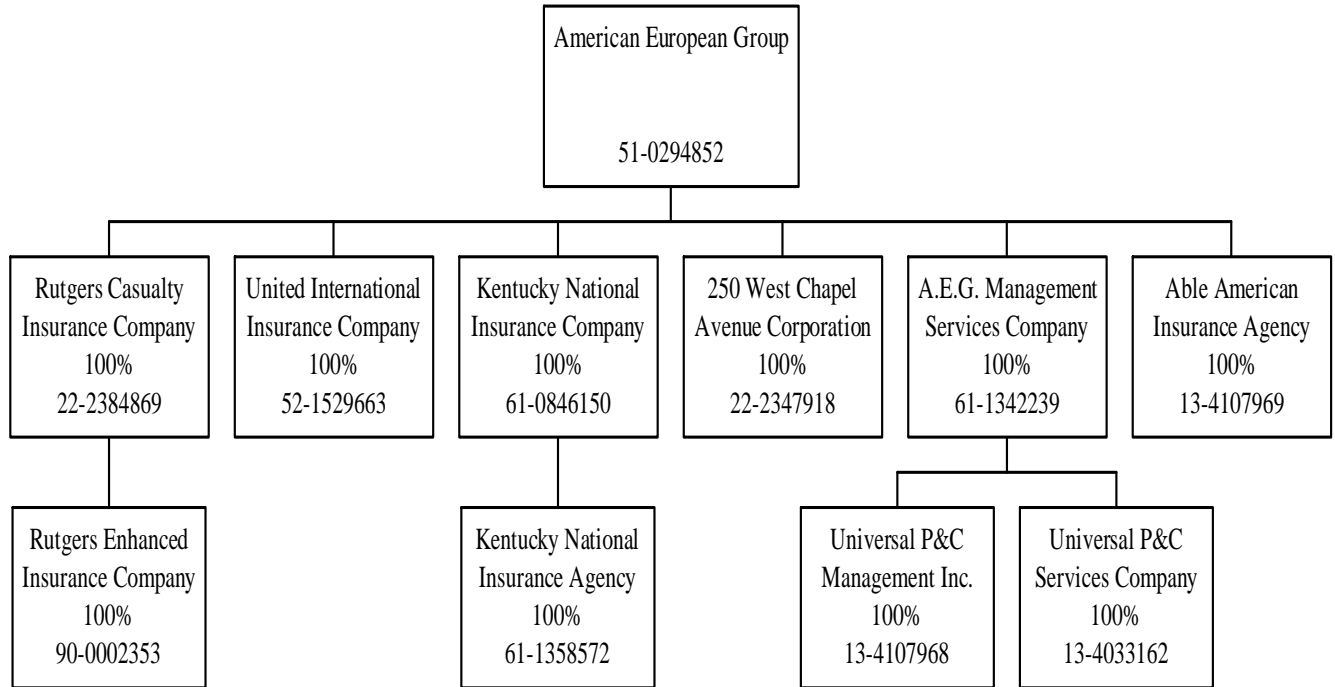 American European Group
51-0294852
Rutgers Casualty
Insurance Company
100%
22-2384869
United International
Insurance Company
100%
52-1529663
Kentucky National
Insurance Company
100%
61-0846150
250 West Chapel
Avenue Corporation
100%
22-2347918
A.E.G. Management
Services Company
100%
61-1342239
Able American
Insurance Agency
100%
13-4107969
Rutgers Enhanced
Insurance Company
100%
90-0002353
Kentucky National
Insurance Agency
100%
61-1358572
Universal P&C
Management Inc.
100%
13-4107968
Universal P&C
Services Company
100%
13-4033162